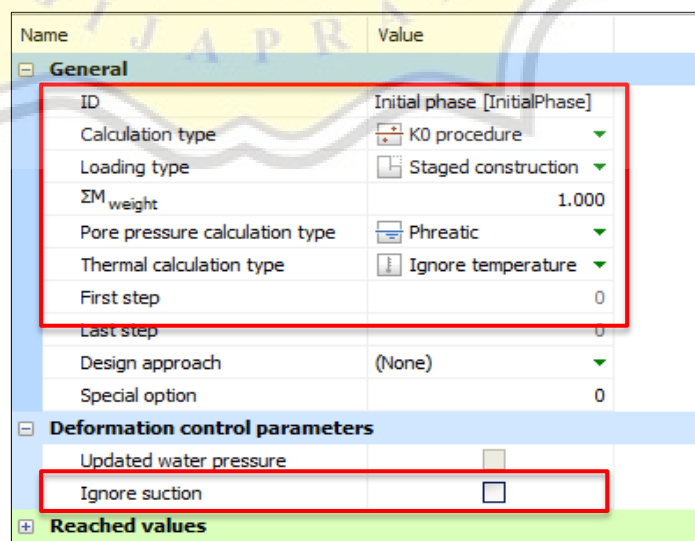 IJAPRA
Name Value
General
ID Initial phase [InitialPhase]
Calculation type K0 procedure
Loading type Staged construction
ΣM weight 1.000
Pore pressure calculation type Phreatic
Thermal calculation type Ignore temperature
First step 0
Last step 0
Design approach (None)
Special option 0
Deformation control parameters
Updated water pressure
Ignore suction
Reached values